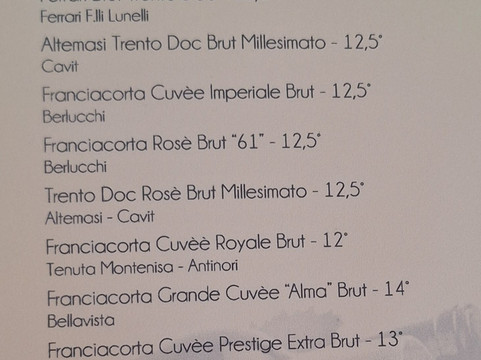 Ferrari F.lli Lunelli
Altemasi Trento Doc Brut Millesimato - 12,5°
Cavit
Franciacorta Cuvèe Imperiale Brut - 12,5°
Berlucchi
Franciacorta Rosè Brut “61” - 12,5°
Berlucchi
Trento Doc Rosè Brut Millesimato - 12,5°
Altemasi - Cavit
Franciacorta Cuvèè Royale Brut - 12°
Tenuta Montenisa - Antinori
Franciacorta Grande Cuvèe “Alma” Brut - 14°
Bellavista
Franciacorta Cuvèe Prestige Extra Brut - 13°